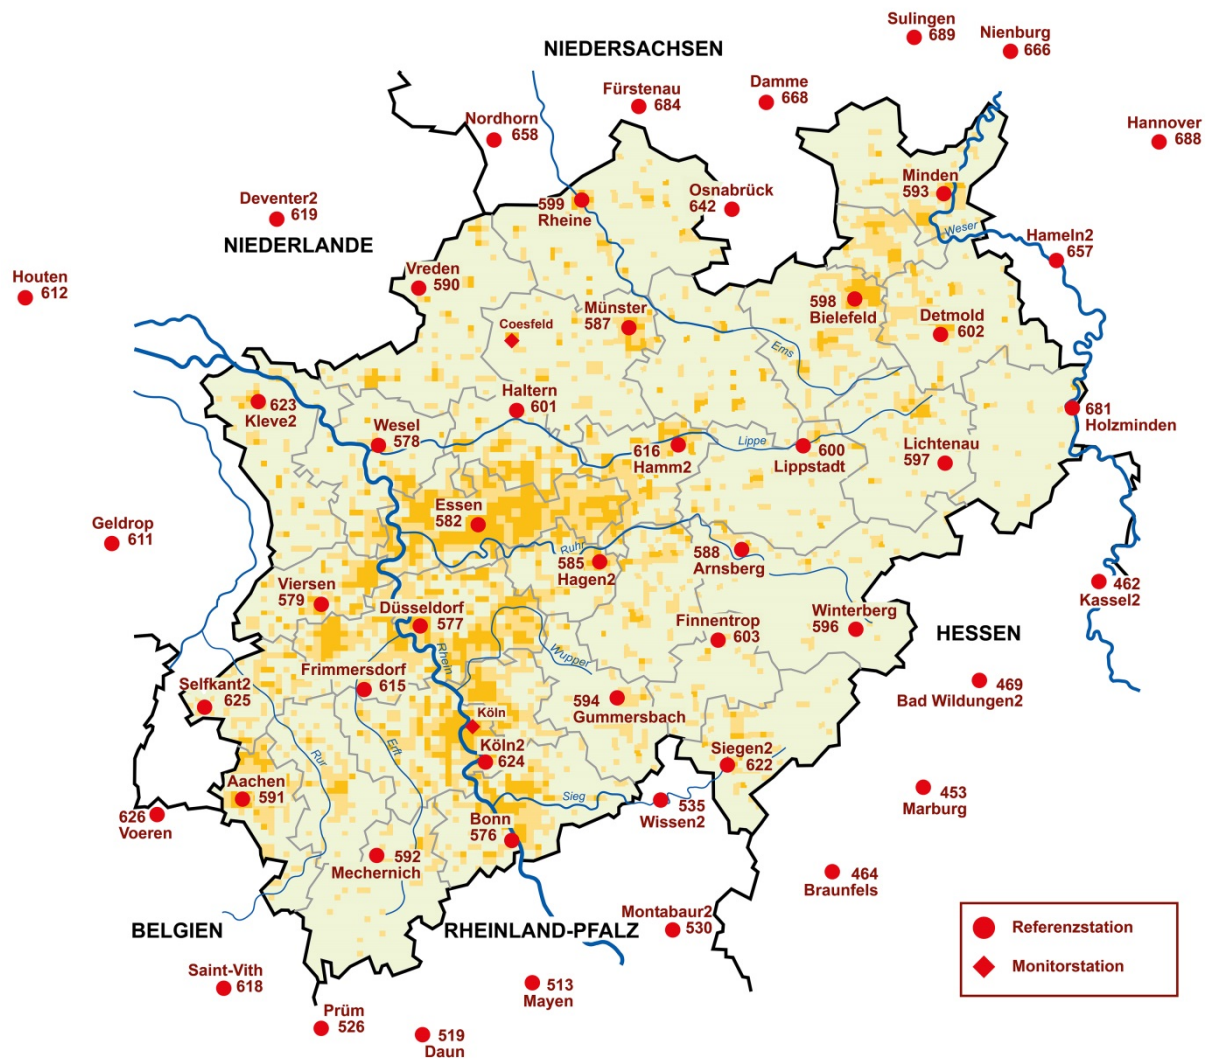 Sulingen
689
Nienburg
666
NIEDERSACHSEN
Damme
668
Fürstenau
684
Nordhorn
658
Hannover
688
Minden
593
Osnabrück
642
Deventer2
619
599
Rheine
Weser
Hameln2
657
NIEDERLANDE
Houten
612
Vreden
590
598
Bielefeld
Münster
587
Detmold
602
Coesfeld
Ems
Haltern
601
623
Kleve2
681
Holzminden
Wesel
578
616
Hamm2
Lippe
600
Lippstadt
Lichtenau
597
Essen
582
Geldrop
611
Ruhr
585
Hagen2
588
Arnsberg
462
Kassel2
Viersen
579
Düsseldorf
577
Finnentrop
603
Winterberg
596
HESSEN
Rhein
Wupper
Frimmersdorf
615
Selfkant2
625
469
Bad Wildungen2
594
Gummersbach
Köln
Köln2
624
Rur
Erft
Siegen2
622
Aachen
591
Sieg
535
Wissen2
453
Marburg
626
Voeren
Bonn
576
592
Mechernich
464
Braunfels
Montabaur2
530
BELGIEN
RHEINLAND-PFALZ
Referenzstation
Monitorstation
Saint-Vith
618
513
Mayen
Prüm
526
519
Daun